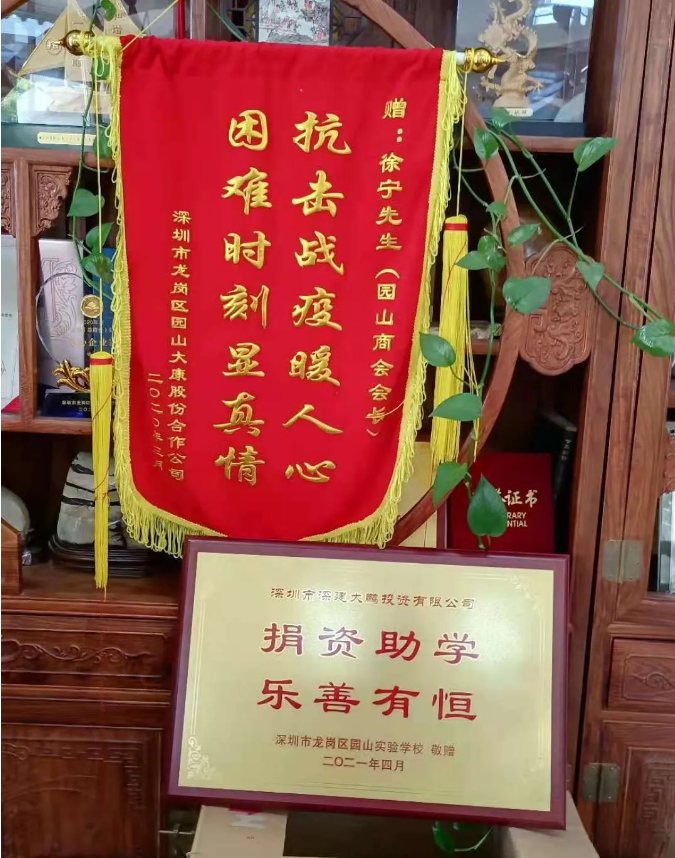 赠：徐宁先生（园山商会会长）
抗击战疫暖人心
困难时刻显真情
深圳市龙岗区园山大康股份合作公司
二〇二〇年三月
证书
RARY
ENTIAL
深圳市深建大鹏投资有限公司
捐资助学
乐善有恒
深圳市龙岗区园山实验学校 敬赠
二〇二一年四月